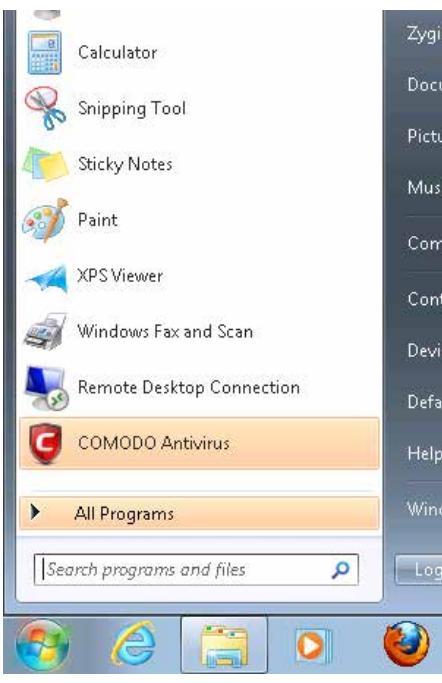 Calculator
Snipping Tool
Sticky Notes
Paint
XPS Viewer
Windows Fax and Scan
Remote Desktop Connection
COMODO Antivirus
All Programs
Search programs and files
Zygi
Docu
Pictu
Mus
Com
Cont
Devi
Defa
Help
Wind
Log